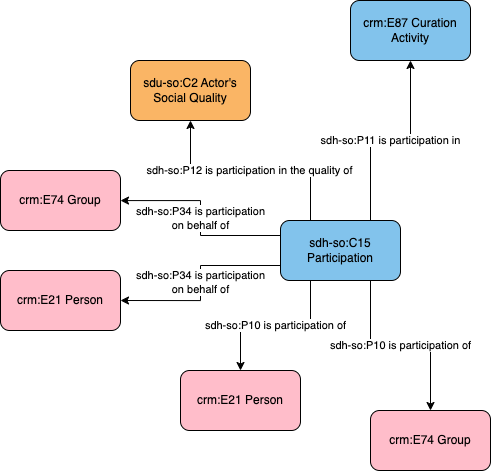 crm:E87 Curation
Activity
sdu-so:C2 Actor's
Social Quality
sdh-so:P11 is participation in
sdh-so:P12 is participation in the quality of
crm:E74 Group
sdh-so:P34 is participation
on behalf of
sdh-so:C15
Participation
crm:E21 Person
sdh-so:P34 is participation
on behalf of
sdh-so:P10 is participation of
sdh-so:P10 is participation of
crm:E21 Person
crm:E74 Group